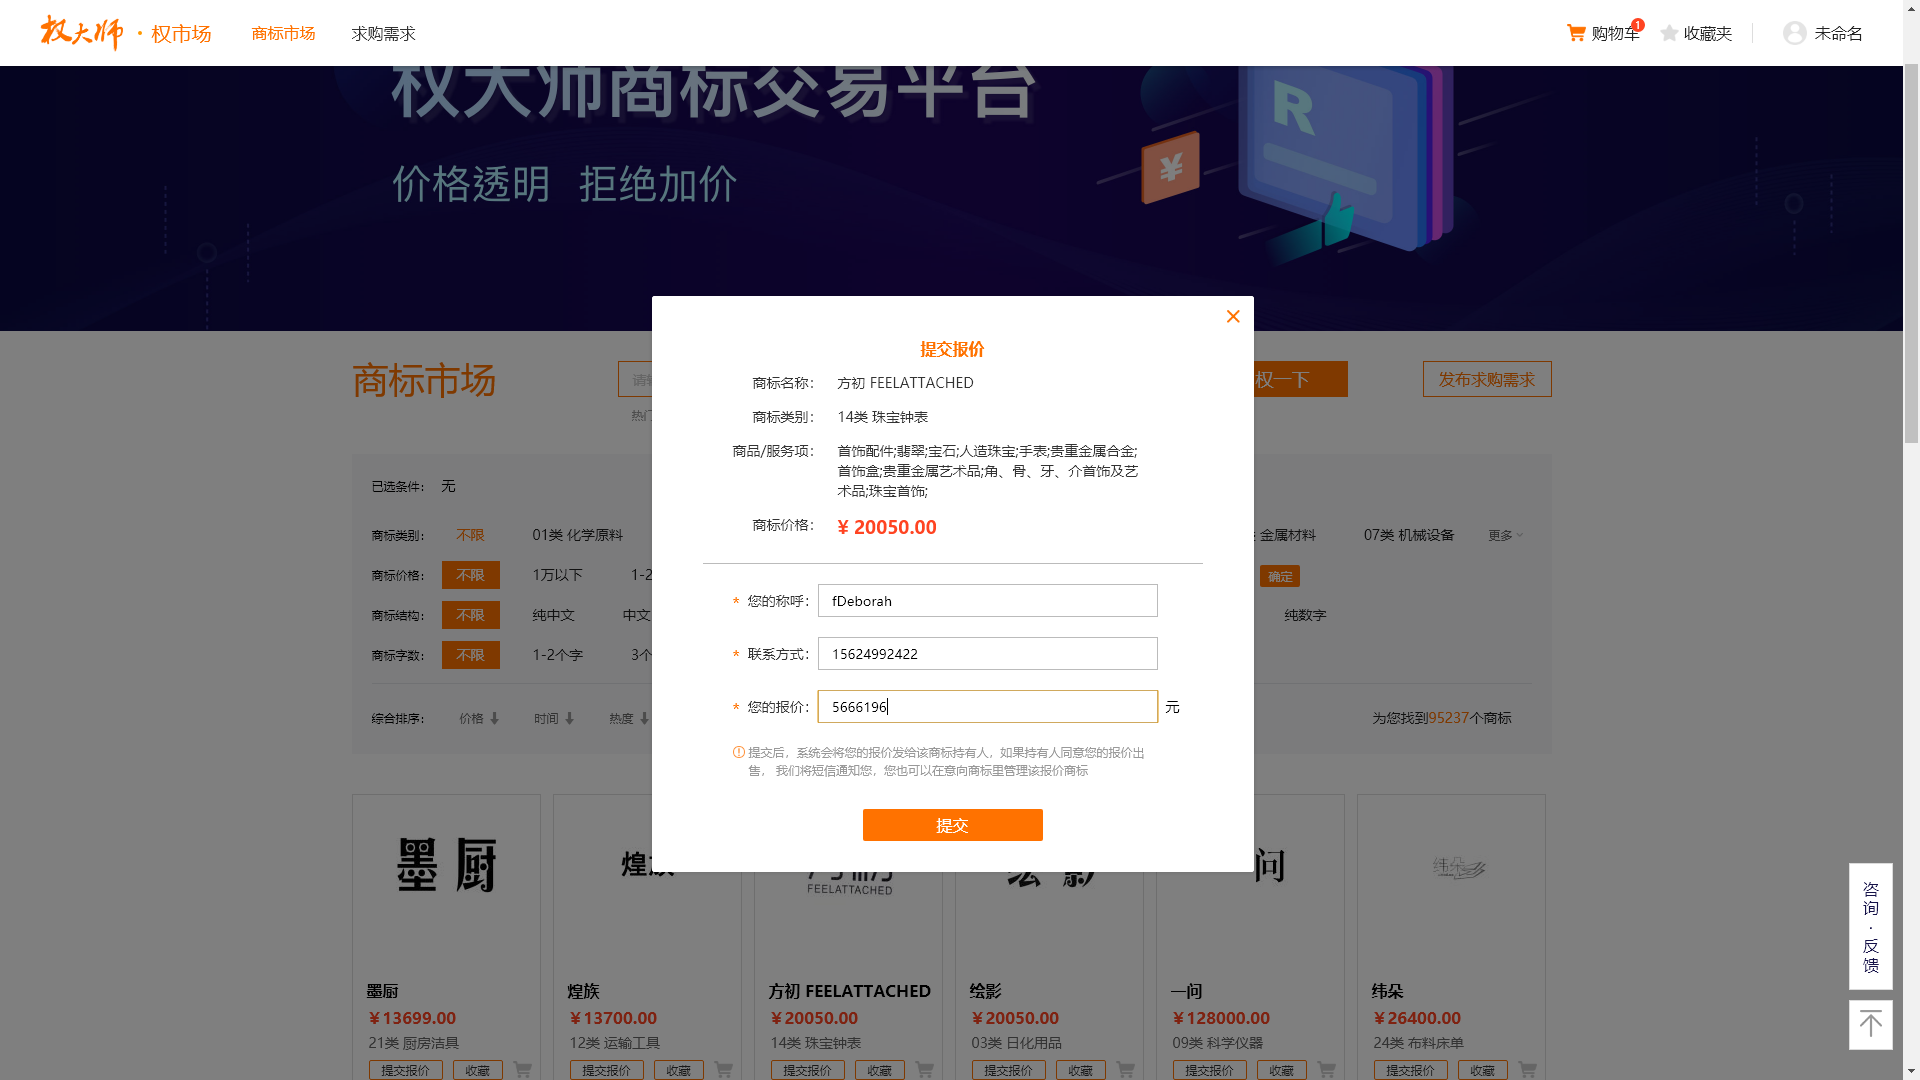 权大师 · 权市场 商标市场 求购需求 购物车 1 收藏夹 未命名
权大师商标交易平台
R
¥
价格透明 拒绝加价
×
提交报价
商标名称： 方初 FEELATTACHED
商标类别： 14类 珠宝钟表
商品/服务项： 首饰配件;翡翠;宝石;人造珠宝;手表;贵重金属合金;
首饰盒;贵重金属艺术品;角、骨、牙、介首饰及艺
术品;珠宝首饰;
商标价格： ¥ 20050.00
* 您的称呼： fDeborah
* 联系方式： 15624992422
* 您的报价： 5666196 元
提交后，系统会将您的报价发给该商标持有人，如果持有人同意您的报价出
售， 我们将短信通知您，您也可以在意向商标里管理该报价商标
提交
商标市场 权一下 发布求购需求
热门
已选条件： 无
商标类别： 不限 01类 化学原料 金属材料 07类 机械设备 更多
商标价格： 不限 1万以下 1-2 确定
商标结构： 不限 纯中文 中文 纯数字
商标字数： 不限 1-2个字 3个
综合排序： 价格 时间 热度 为您找到95237个商标
墨厨 煌族 FEELATTACHED 绘影 问 纬朵
墨厨 煌族 方初 FEELATTACHED 绘影 一问 纬朵
¥13699.00 ¥13700.00 ¥20050.00 ¥20050.00 ¥128000.00 ¥26400.00
21类 厨房洁具 12类 运输工具 14类 珠宝钟表 03类 日化用品 09类 科学仪器 24类 布料床单
提交报价 收藏 提交报价 收藏 提交报价 收藏 提交报价 收藏 提交报价 收藏 提交报价 收藏
咨询·反馈